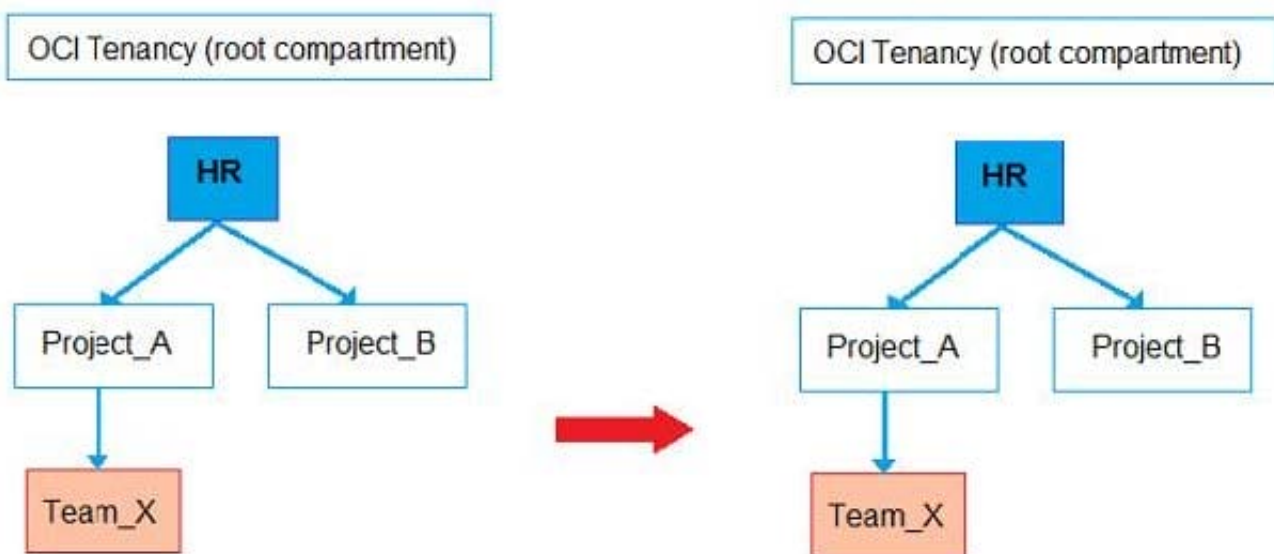 OCI Tenancy (root compartment)
HR
Project_A
Project_B
Team_X
OCI Tenancy (root compartment)
HR
Project_A
Project_B
Team_X